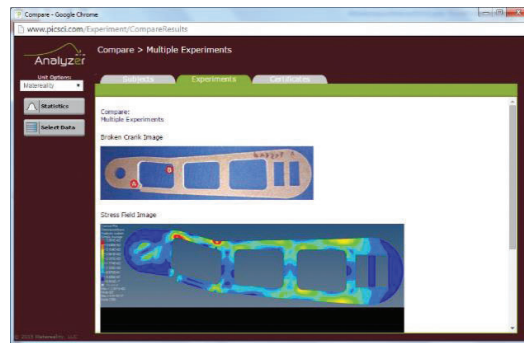 Compare - Google Chrome
www.picsci.com/Experiment/CompareResults
Analyzer
Compare > Multiple Experiments
Subjects
Experiments
Certificates
Unit Options:
Matereality
Statistics
Select Data
Compare:
Multiple Experiments
Broken Crank Image
A
B
Stress Field Image